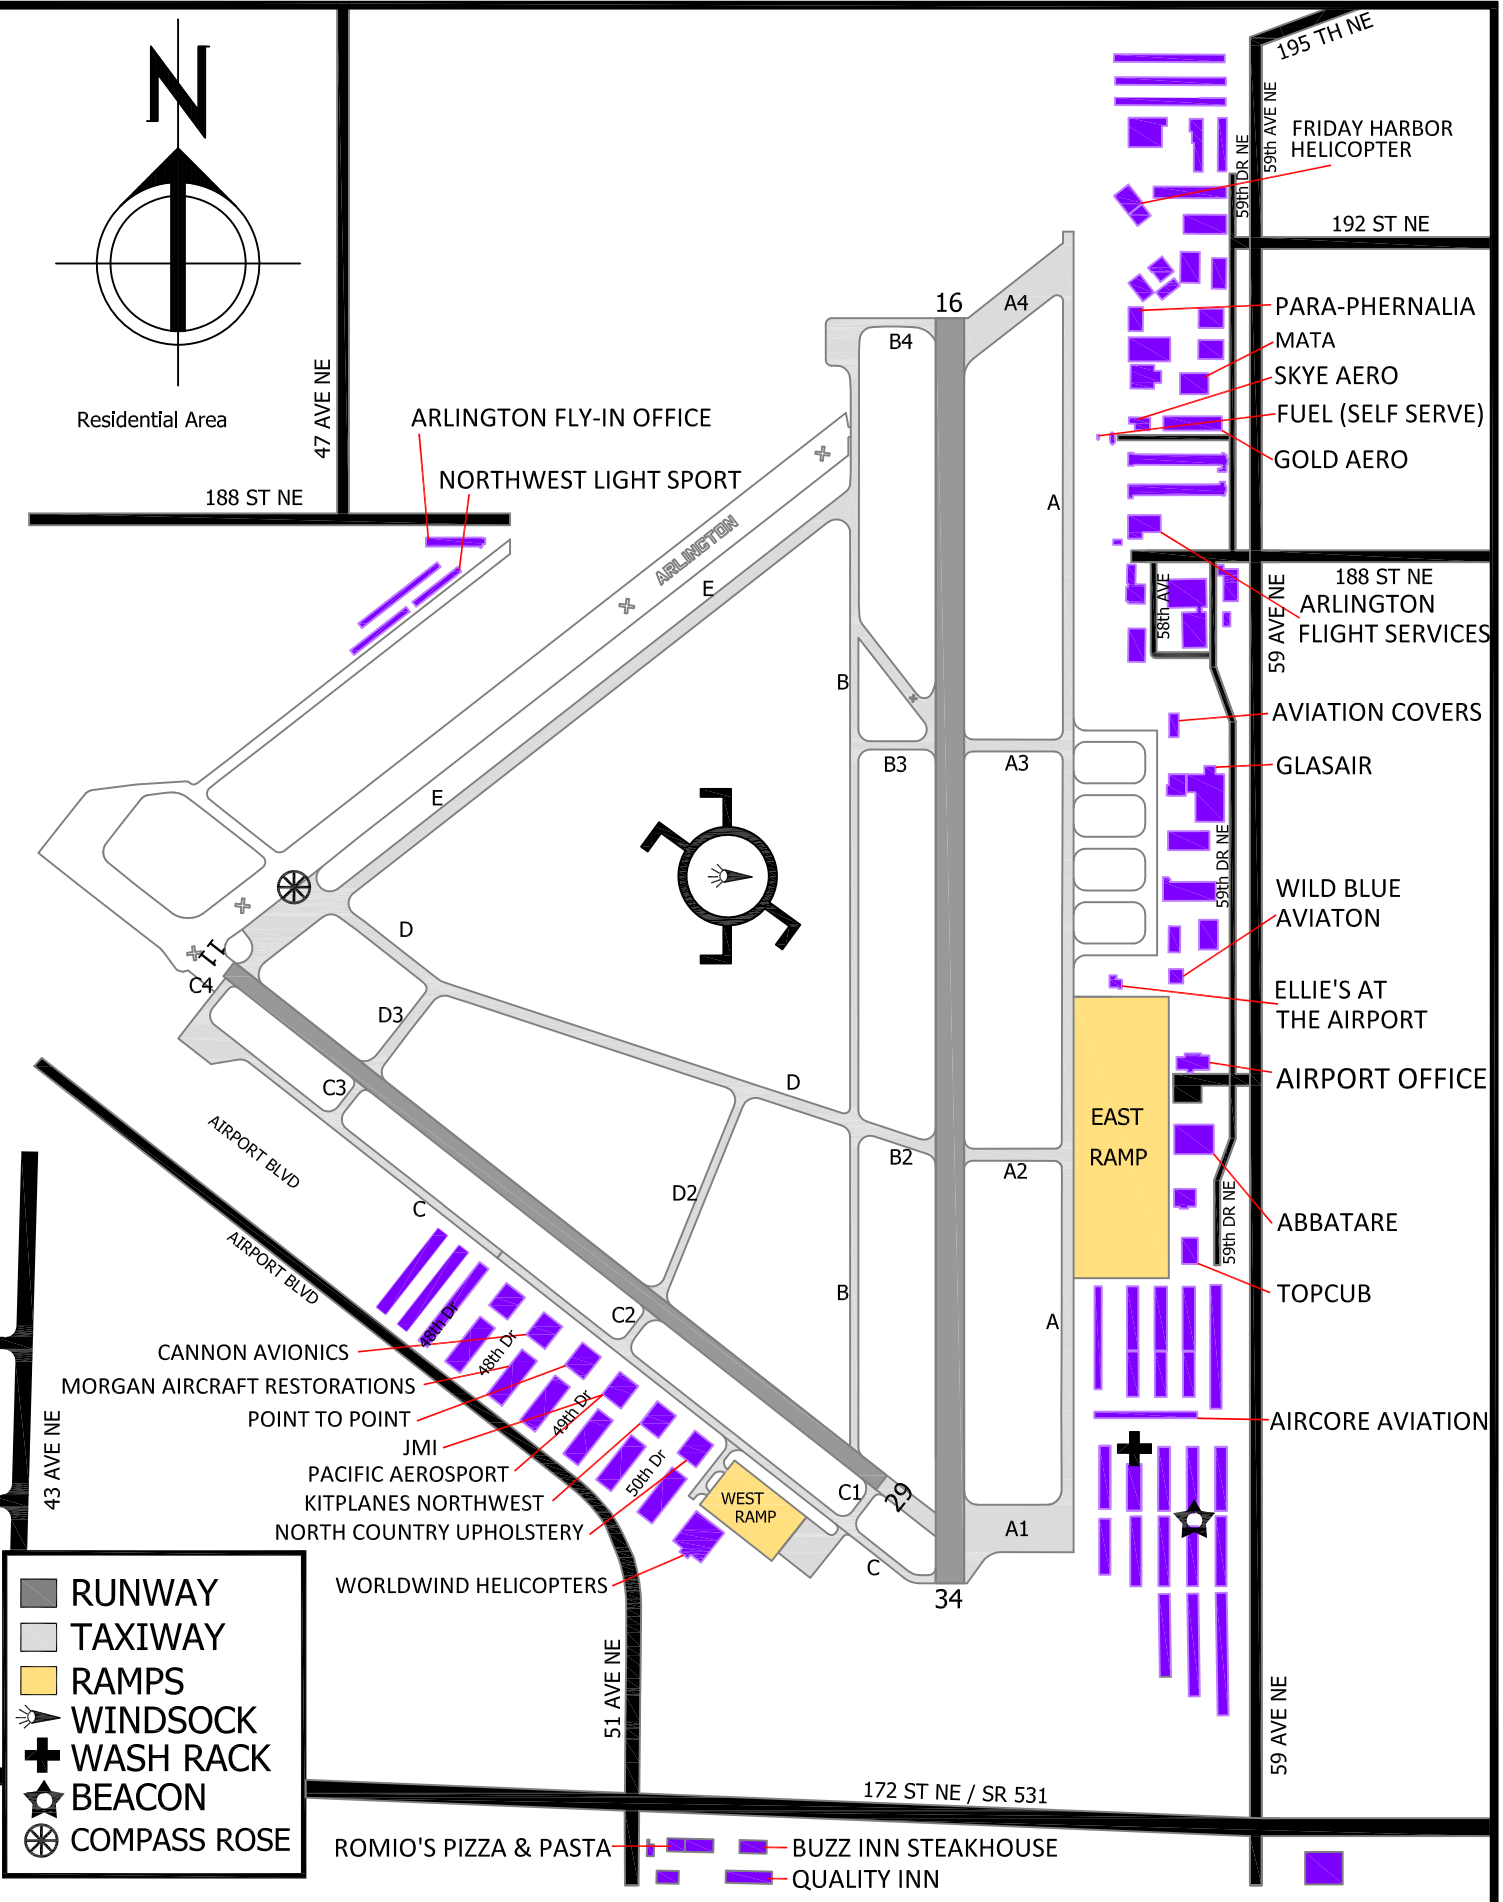 195 TH NE
N
59th AVE NE
59th DR NE
FRIDAY HARBOR
HELICOPTER
192 ST NE
16
A4
PARA-PHERNALIA
B4
MATA
47 AVE NE
SKYE AERO
Residential Area
ARLINGTON FLY-IN OFFICE
FUEL (SELF SERVE)
GOLD AERO
NORTHWEST LIGHT SPORT
188 ST NE
A
ARLINGTON
E
188 ST NE
58th AVE
59 AVE NE
ARLINGTON
FLIGHT SERVICES
B
AVIATION COVERS
B3
A3
GLASAIR
E
59th DR NE
WILD BLUE
AVIATON
D
11
C4
ELLIE'S AT
THE AIRPORT
D3
C3
D
AIRPORT OFFICE
EAST
RAMP
AIRPORT BLVD
B2
A2
D2
C
59th DR NE
ABBATARE
AIRPORT BLVD
B
TOPCUB
C2
A
48th Dr
48th Dr
CANNON AVIONICS
MORGAN AIRCRAFT RESTORATIONS
POINT TO POINT
49th Dr
AIRCORE AVIATION
JMI
43 AVE NE
PACIFIC AEROSPORT
50th Dr
KITPLANES NORTHWEST
C1
29
WEST
RAMP
NORTH COUNTRY UPHOLSTERY
A1
C
WORLDWIND HELICOPTERS
34
RUNWAY
TAXIWAY
RAMPS
WINDSOCK
WASH RACK
BEACON
COMPASS ROSE
51 AVE NE
59 AVE NE
172 ST NE / SR 531
ROMIO'S PIZZA & PASTA
BUZZ INN STEAKHOUSE
QUALITY INN